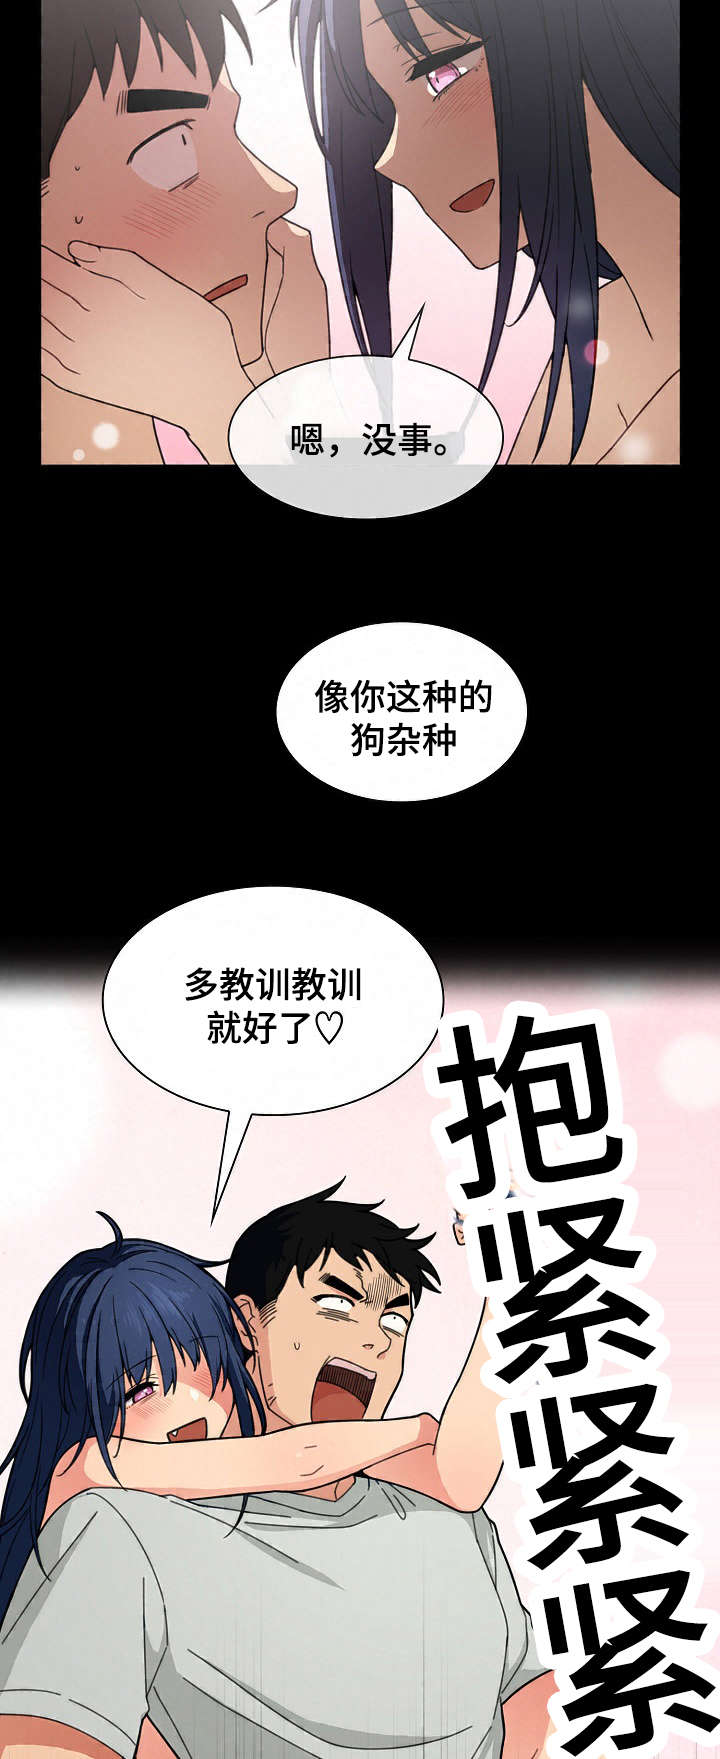 嗯，没事。
像你这种的
狗杂种
多教训教训
就好了♡
抱紧紧紧